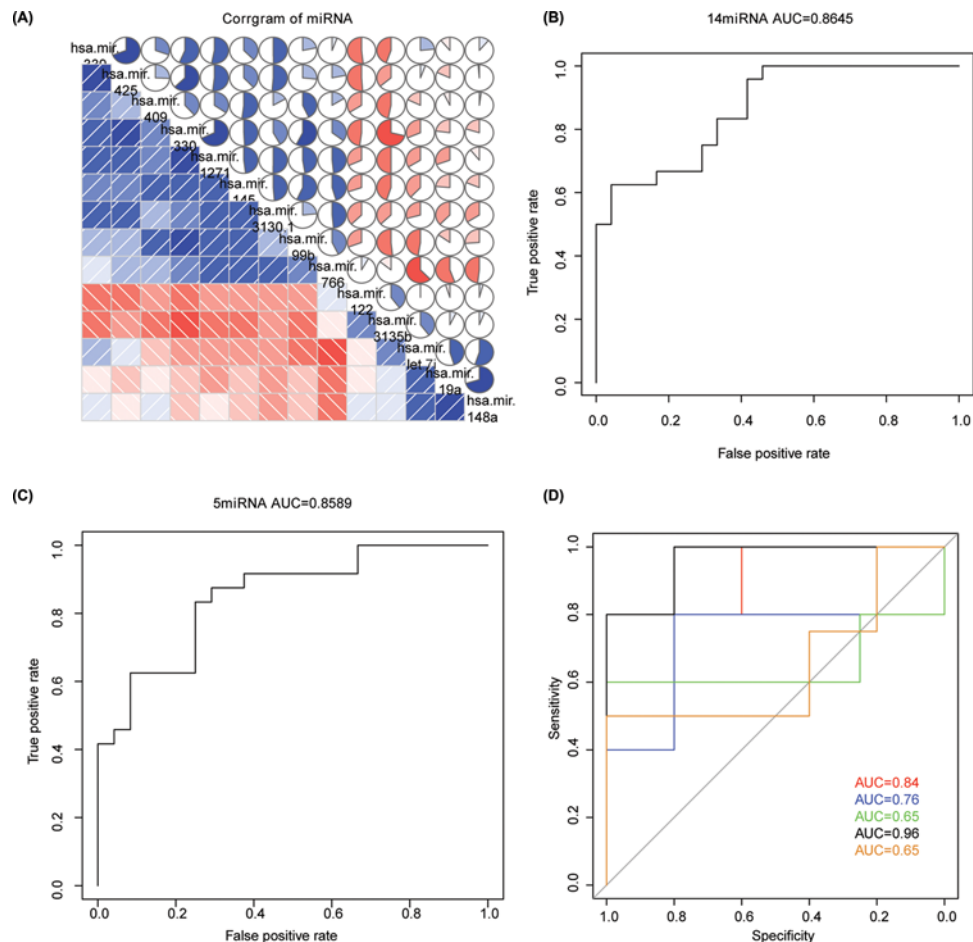 (A)
Corrgram of miRNA
hsa.mir.
hsa.mir.
425
hsa.mir.
409
hsa.mir.
330
hsa.mir.
1271
hsa.mir.
145
hsa.mir.
3130.1
hsa.mir.
99b
hsa.mir.
766
hsa.mir.
122
hsa.mir.
3135b
hsa.mir.
let 7i
hsa.mir.
19a
hsa.mir.
148a
(B)
14miRNA AUC=0.8645
True positive rate
1.0
0.8
0.6
0.4
0.2
0.0
0.0 0.2 0.4 0.6 0.8 1.0
False positive rate
(C)
5miRNA AUC=0.8589
True positive rate
1.0
0.8
0.6
0.4
0.2
0.0
0.0 0.2 0.4 0.6 0.8 1.0
False positive rate
(D)
Sensitivity
1.0
0.8
0.6
0.4
0.2
0.0
AUC=0.84
AUC=0.76
AUC=0.65
AUC=0.96
AUC=0.65
1.0 0.8 0.6 0.4 0.2 0.0
Specificity